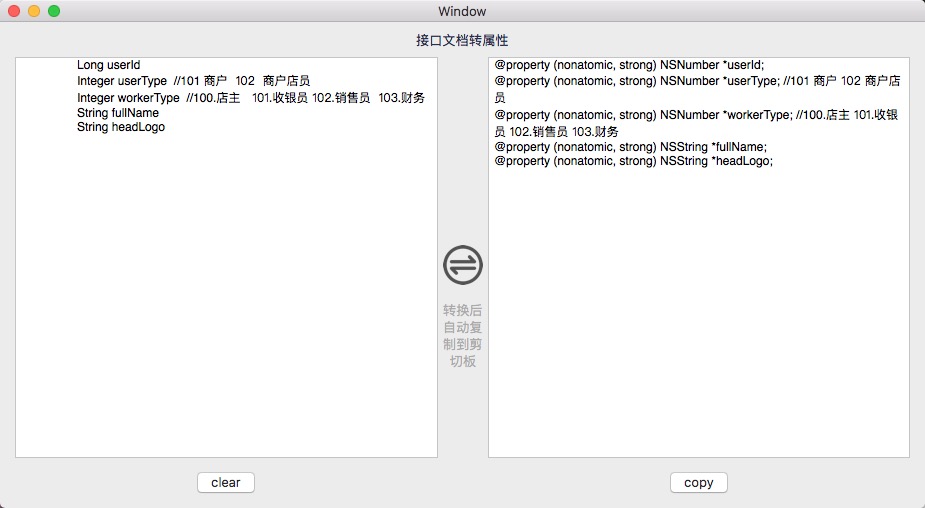 Window
接口文档转属性
Long userId
Integer userType  //101 商户  102  商户店员
Integer workerType  //100.店主   101.收银员 102.销售员  103.财务
String fullName
String headLogo
@property (nonatomic, strong) NSNumber *userId;
@property (nonatomic, strong) NSNumber *userType; //101 商户 102 商户店
员
@property (nonatomic, strong) NSNumber *workerType; //100.店主 101.收银
员 102.销售员 103.财务
@property (nonatomic, strong) NSString *fullName;
@property (nonatomic, strong) NSString *headLogo;
转换后
自动复
制到剪
切板
clear
copy